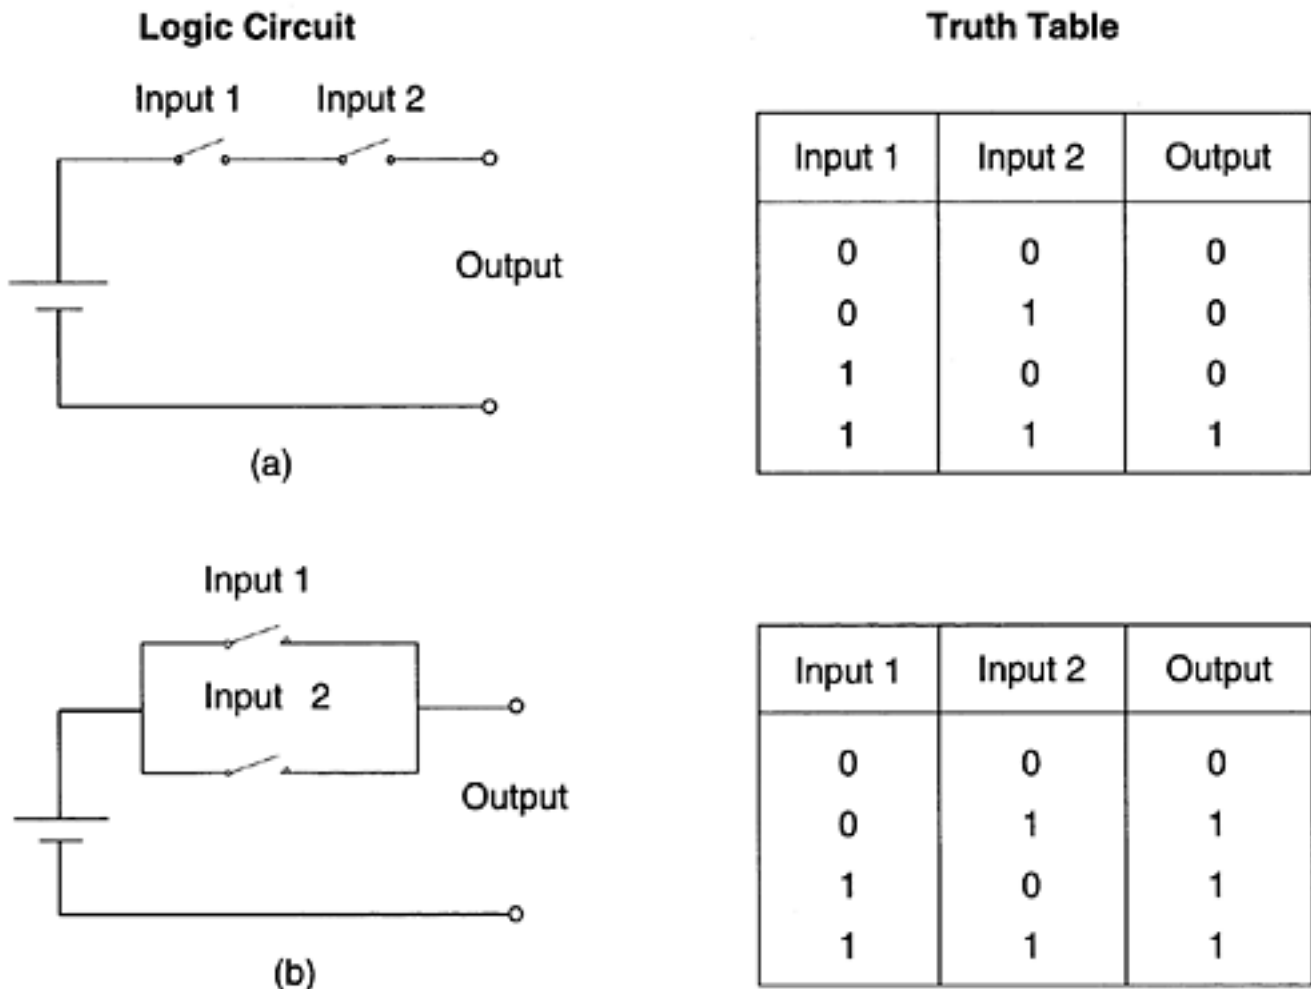 Logic Circuit
Truth Table
Input 1 Input 2
Output
(a)
Input 1 Input 2 Output
0 0 0
0 1 0
1 0 0
1 1 1
Input 1
Input 2
Output
(b)
Input 1 Input 2 Output
0 0 0
0 1 1
1 0 1
1 1 1